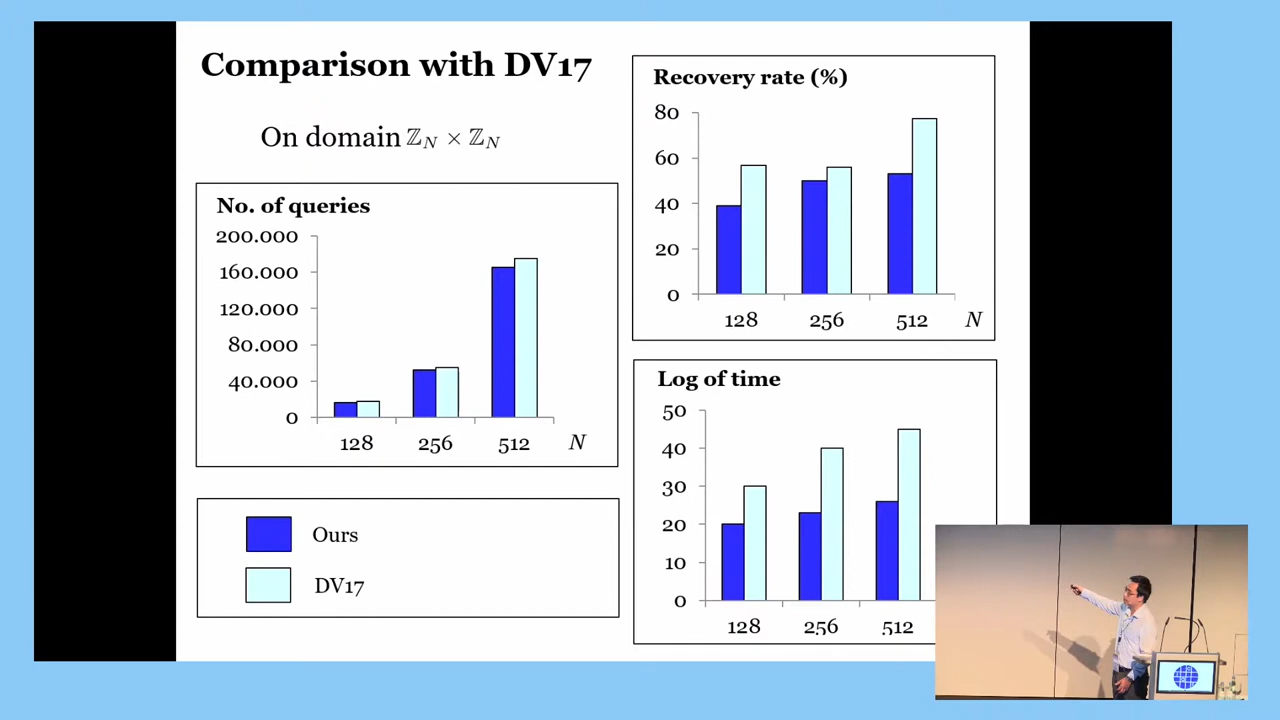 Comparison with DV17
On domain ℤN × ℤN
No. of queries
200.000
160.000
120.000
80.000
40.000
0
128 256 512 N
Ours
DV17
Recovery rate (%)
80
60
40
20
0
128 256 512 N
Log of time
50
40
30
20
10
0
128 256 512